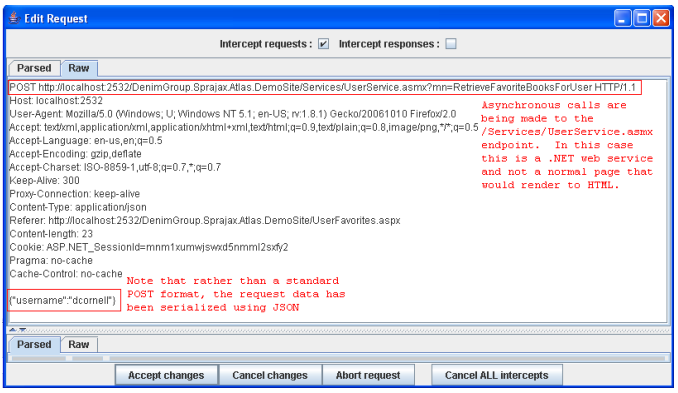 Edit Request
Intercept requests : Intercept responses :
Parsed Raw
POST http://localhost:2532/DenimGroup.Sprajax.Atlas.DemoSite/Services/UserService.asmx?mn=RetrieveFavoriteBooksForUser HTTP/1.1
Host: localhost:2532
User-Agent: Mozilla/5.0 (Windows; U; Windows NT 5.1; en-US; rv:1.8.1) Gecko/20061010 Firefox/2.0
Accept: text/xml,application/xml,application/xhtml+xml,text/html;q=0.9,text/plain;q=0.8,image/png,*/*;q=0.5
Accept-Language: en-us,en;q=0.5
Accept-Encoding: gzip,deflate
Accept-Charset: ISO-8859-1,utf-8;q=0.7,*;q=0.7
Keep-Alive: 300
Proxy-Connection: keep-alive
Content-Type: application/json
Referer: http://localhost:2532/DenimGroup.Sprajax.Atlas.DemoSite/UserFavorites.aspx
Content-length: 23
Cookie: ASP.NET_SessionId=mnm1xumwjswxd5nmml2sxfy2
Pragma: no-cache
Cache-Control: no-cache
{"username":"dcornell"}
Asynchronous calls are
being made to the
/Services/UserService.asmx
endpoint. In this case
this is a .NET web service
and not a normal page that
would render to HTML.
Note that rather than a standard
POST format, the request data has
been serialized using JSON
Parsed Raw
Accept changes Cancel changes Abort request Cancel ALL intercepts